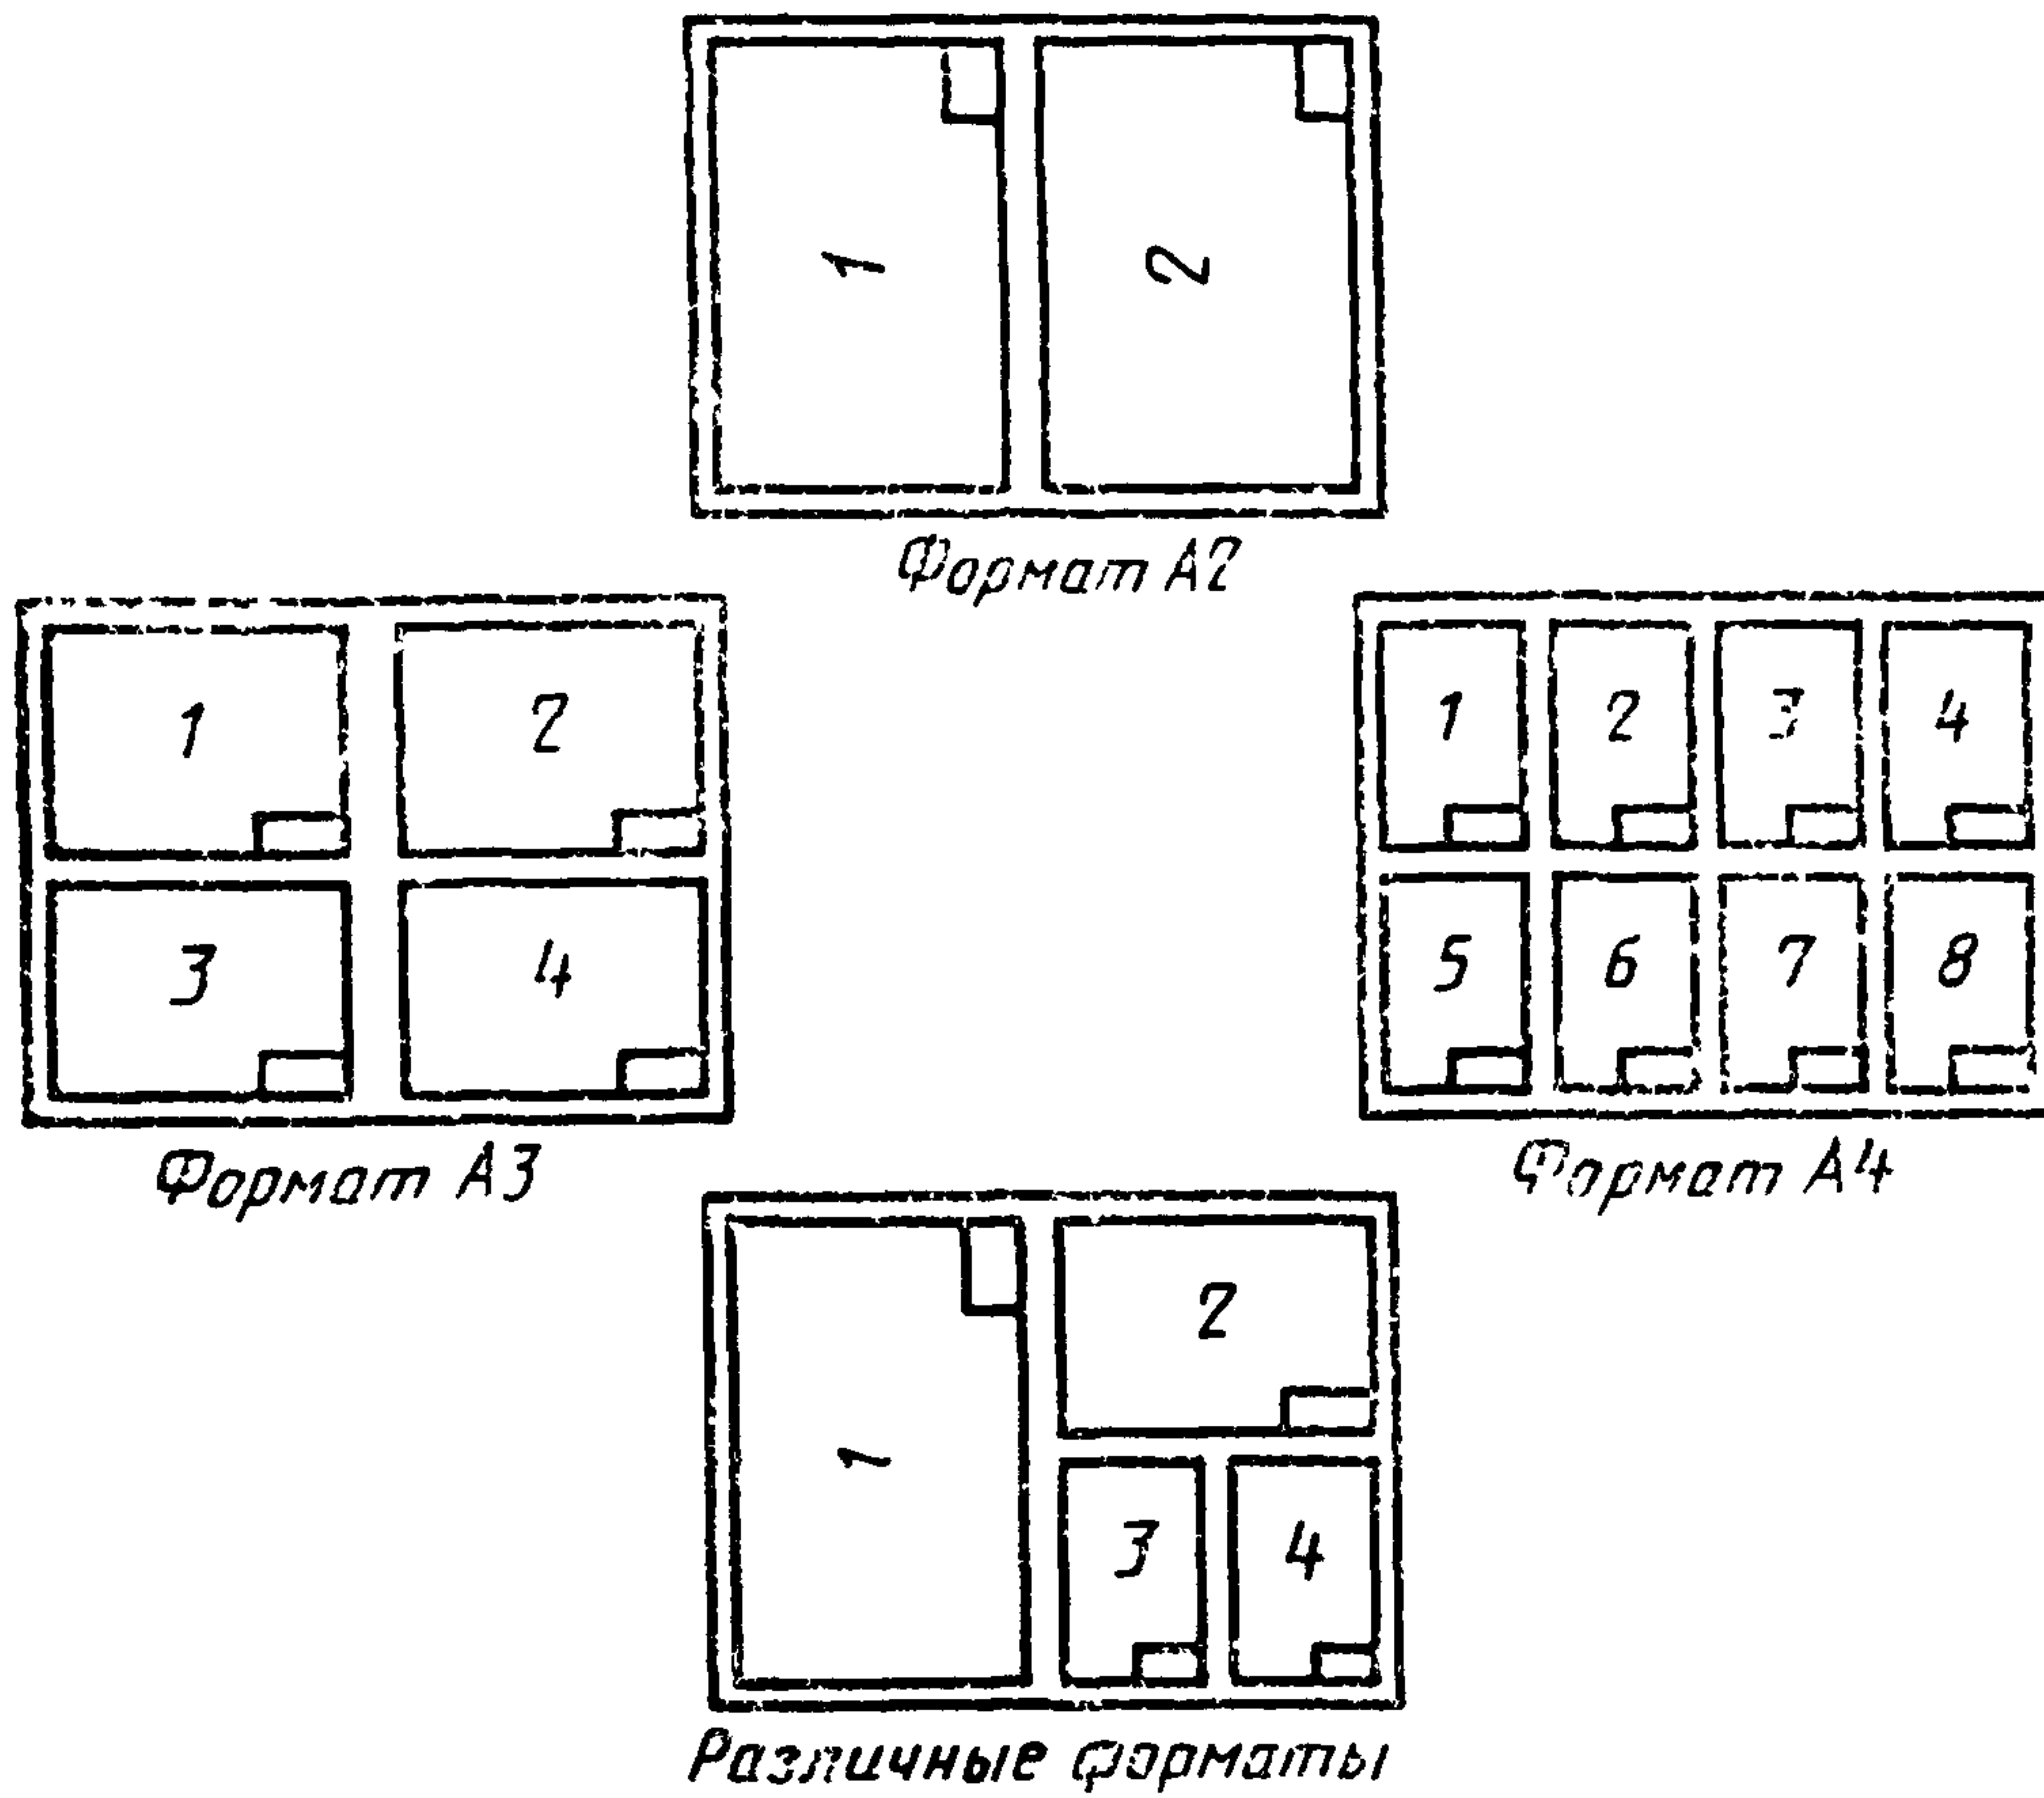 1 2
Формат А2
1 2
3 4
Формат А3
1 2 3 4
5 6 7 8
Формат А4
1 2
3 4
Различные форматы